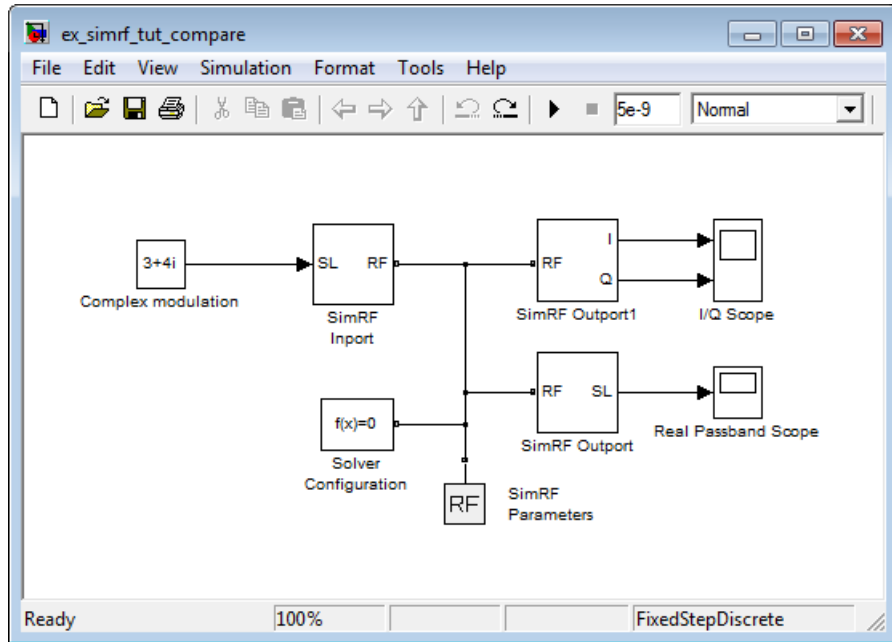 ex_simrf_tut_compare
File Edit View Simulation Format Tools Help
5e-9 Normal
3+4i
Complex modulation
SL RF
SimRF
Inport
RF I Q
SimRF Outport1
I/Q Scope
RF SL
SimRF Outport
Real Passband Scope
f(x)=0
Solver
Configuration
RF
SimRF
Parameters
Ready 100% FixedStepDiscrete